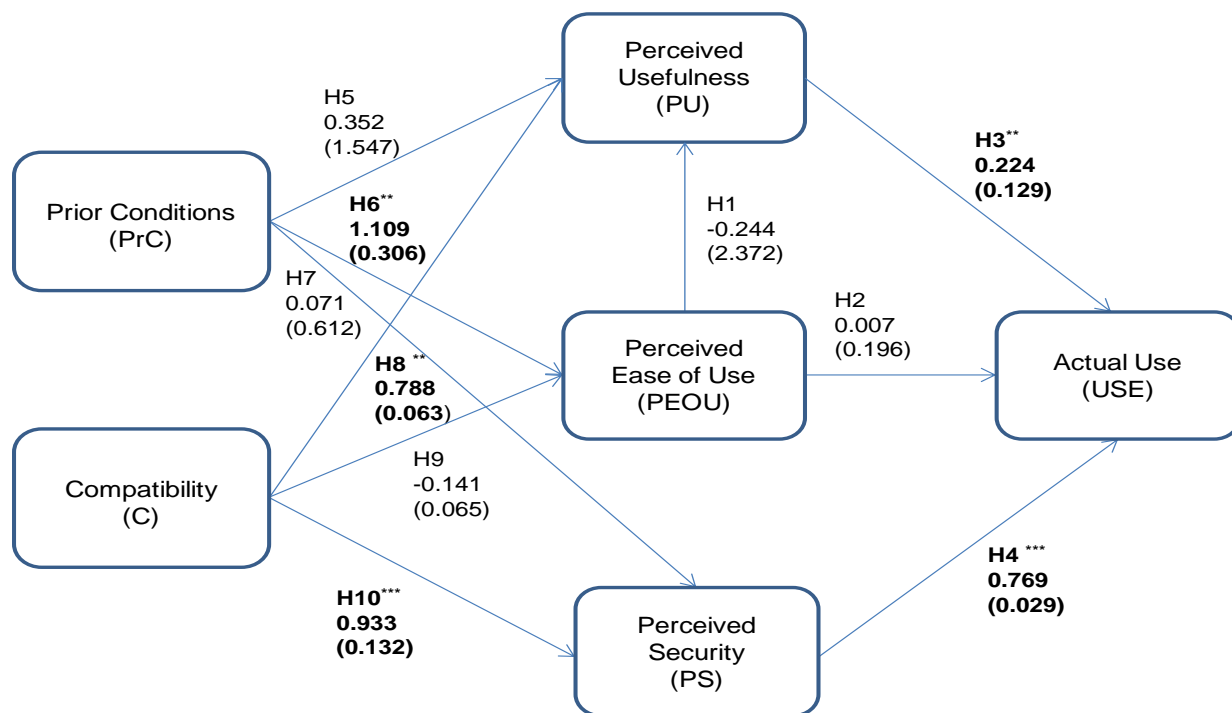 Perceived
Usefulness
(PU)
H5
0.352
(1.547)
H3**
0.224
(0.129)
Prior Conditions
(PrC)
H6**
1.109
(0.306)
H1
-0.244
(2.372)
H7
0.071
(0.612)
H2
0.007
(0.196)
Perceived
Ease of Use
(PEOU)
Actual Use
(USE)
H8 **
0.788
(0.063)
Compatibility
(C)
H9
-0.141
(0.065)
H4 ***
0.769
(0.029)
H10***
0.933
(0.132)
Perceived
Security
(PS)